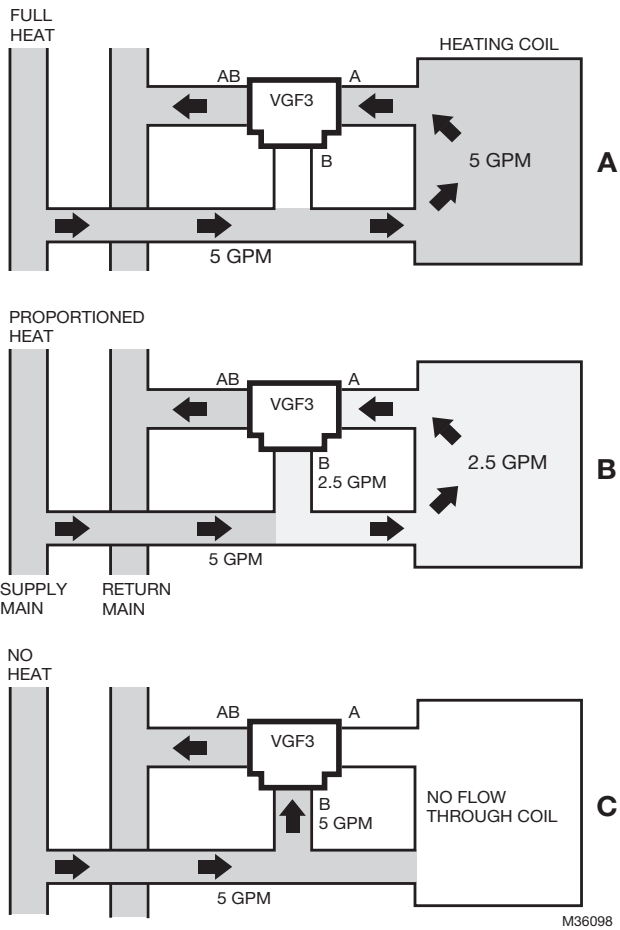 FULL
HEAT
HEATING COIL
AB
A
VGF3
B
5 GPM
A
5 GPM
PROPORTIONED
HEAT
AB
A
VGF3
B
2.5 GPM
2.5 GPM
B
5 GPM
SUPPLY
MAIN
RETURN
MAIN
NO
HEAT
AB
A
VGF3
B
5 GPM
NO FLOW
THROUGH COIL
C
5 GPM
M36098